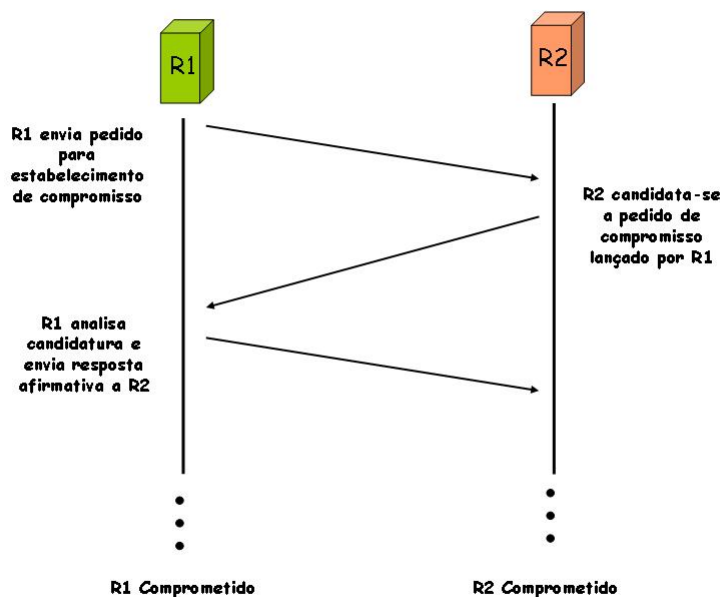 R1
R2
R1 envia pedido
para
estabelecimento
de compromisso
R2 candidata-se
a pedido de
compromisso
lançado por R1
R1 analisa
candidatura e
envia resposta
afirmativa a R2
R1 Comprometido
R2 Comprometido